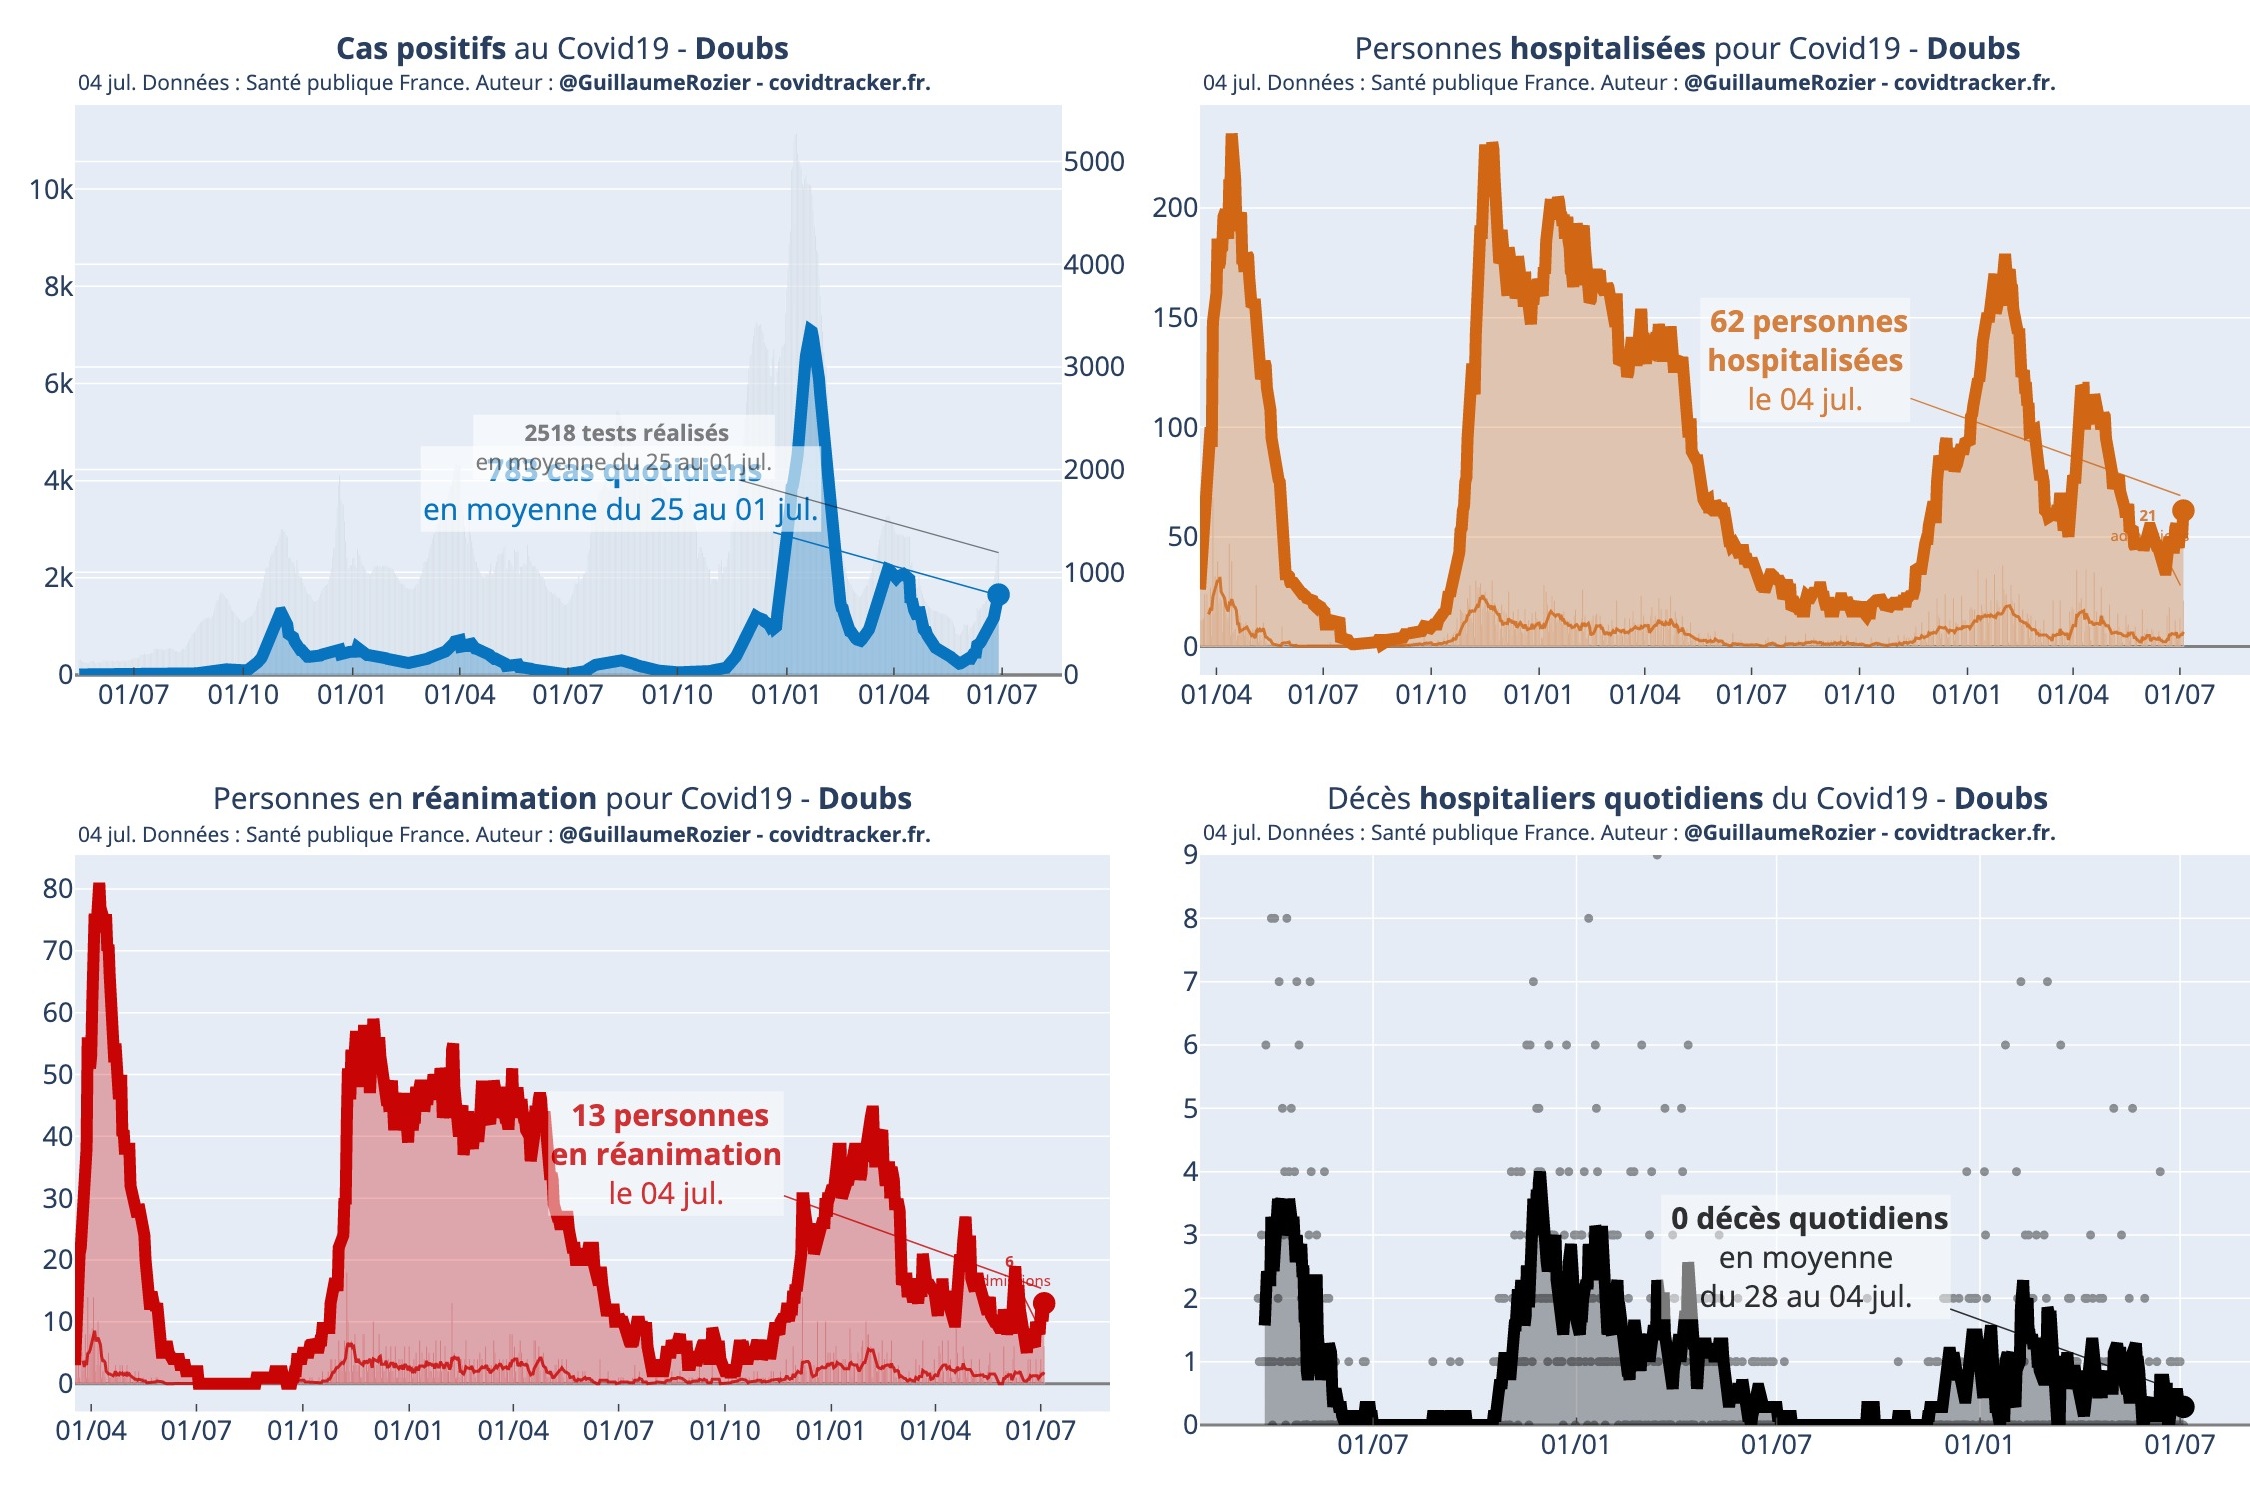 Cas positifs au Covid19 - Doubs
04 jul. Données : Santé publique France. Auteur : @GuillaumeRozier - covidtracker.fr.
10k
8k
6k
4k
2k
0
5000
4000
3000
2000
1000
0
2518 tests réalisés
en moyenne du 25 au 01 jul.
783 cas quotidiens
en moyenne du 25 au 01 jul.
01/07 01/10 01/01 01/04 01/07 01/10 01/01 01/04 01/07
Personnes hospitalisées pour Covid19 - Doubs
04 jul. Données : Santé publique France. Auteur : @GuillaumeRozier - covidtracker.fr.
200
150
100
50
0
62 personnes
hospitalisées
le 04 jul.
21
01/04 01/07 01/10 01/01 01/04 01/07 01/10 01/01 01/04 01/07
Personnes en réanimation pour Covid19 - Doubs
04 jul. Données : Santé publique France. Auteur : @GuillaumeRozier - covidtracker.fr.
80
70
60
50
40
30
20
10
0
13 personnes
en réanimation
le 04 jul.
6
01/04 01/07 01/10 01/01 01/04 01/07 01/10 01/01 01/04 01/07
Décès hospitaliers quotidiens du Covid19 - Doubs
04 jul. Données : Santé publique France. Auteur : @GuillaumeRozier - covidtracker.fr.
9
8
7
6
5
4
3
2
1
0
0 décès quotidiens
en moyenne
du 28 au 04 jul.
01/07 01/01 01/07 01/01 01/07